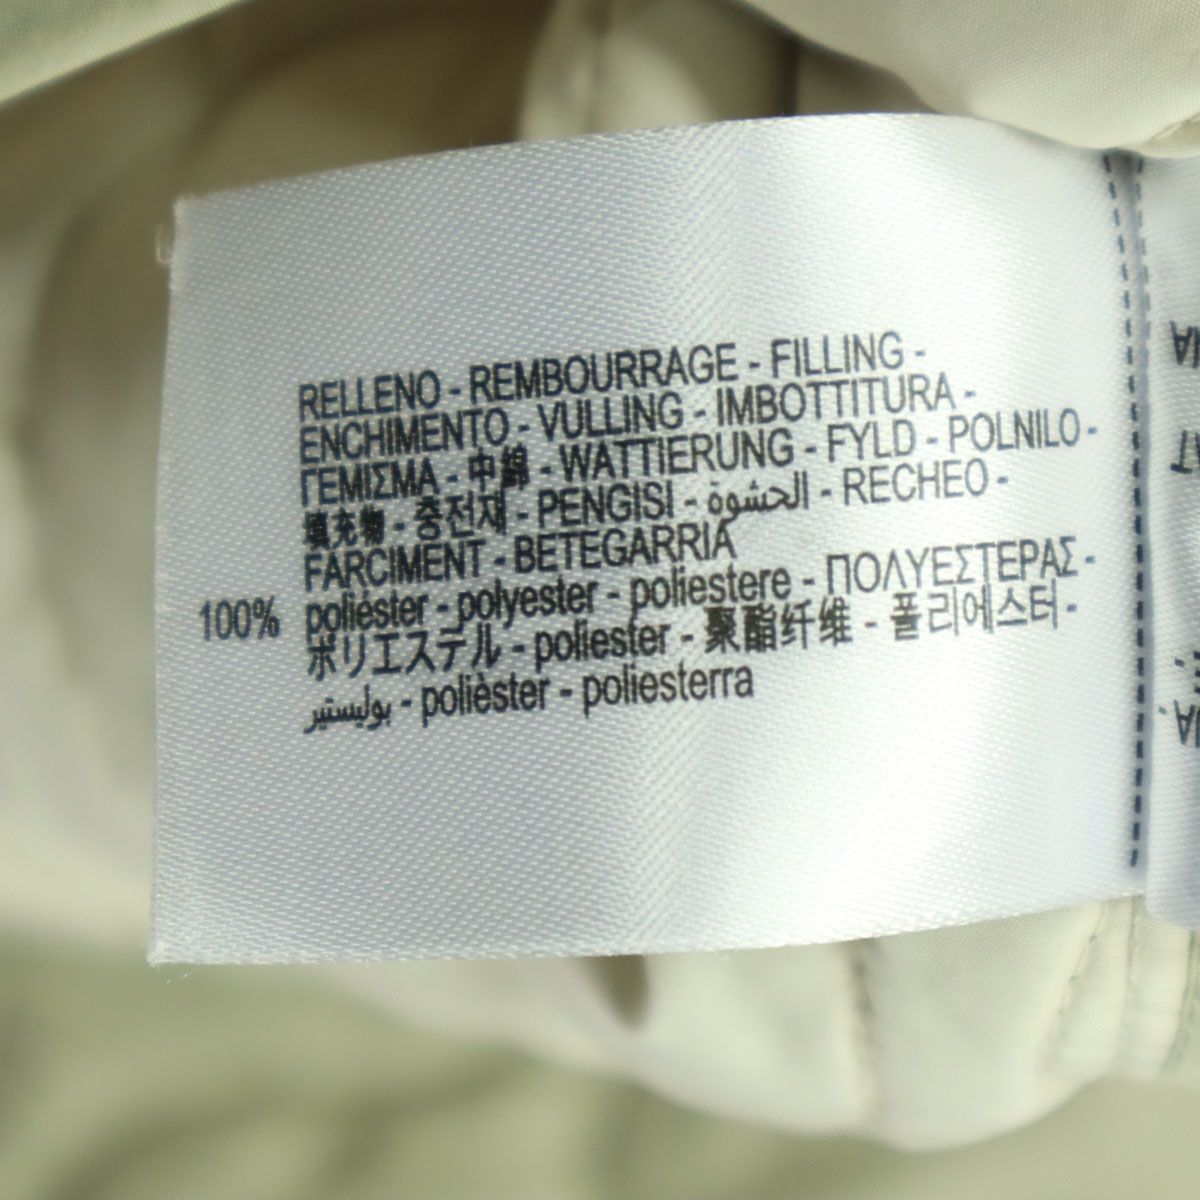 RELLENO - REMBOURRAGE - FILLING -
ENCHIMENTO - VULLING - IMBOTTITURA -
ΓΕΜΙΣΜΑ - 中綿 - WATTIERUNG - FYLD - POLNILO -
填充物 - 충전재 - PENGISI - الحشوة - RECHEO -
FARCIMENT - BETEGARRIA
100% poliéster - polyester - poliestere - ΠΟΛΥΕΣΤΕΡΑΣ -
ポリエステル - poliester - 聚酯纤维 - 폴리에스터 -
بوليستير - polièster - poliesterra